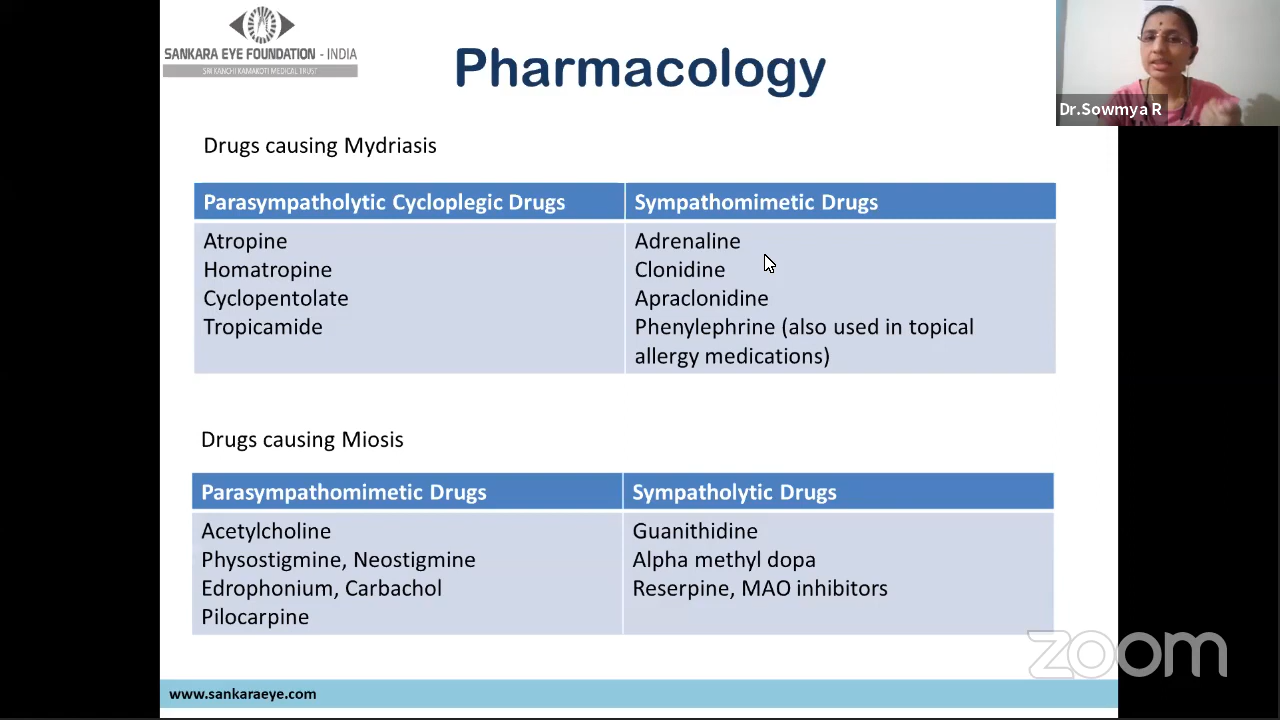 SANKARA EYE FOUNDATION - INDIA
SRI KANCHI KAMAKOTI MEDICAL TRUST
Pharmacology
Dr.Sowmya R
Drugs causing Mydriasis
Parasympatholytic Cycloplegic Drugs
Sympathomimetic Drugs
Atropine
Homatropine
Cyclopentolate
Tropicamide
Adrenaline
Clonidine
Apraclonidine
Phenylephrine (also used in topical
allergy medications)
Drugs causing Miosis
Parasympathomimetic Drugs
Sympatholytic Drugs
Acetylcholine
Physostigmine, Neostigmine
Edrophonium, Carbachol
Pilocarpine
Guanithidine
Alpha methyl dopa
Reserpine, MAO inhibitors
zoom
www.sankaraeye.com